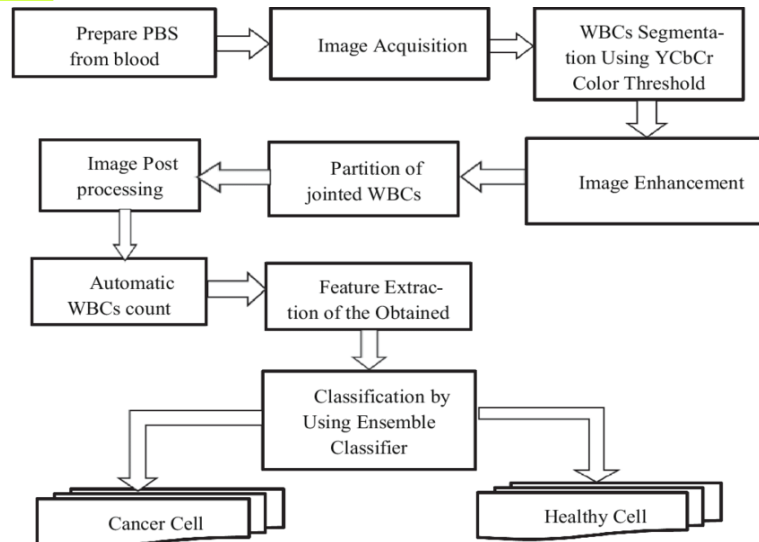 Prepare PBS
from blood
Image Acquisition
WBCs Segmenta-
tion Using YCbCr
Color Threshold
Image Post
processing
Partition of
jointed WBCs
Image Enhancement
Automatic
WBCs count
Feature Extrac-
tion of the Obtained
Classification by
Using Ensemble
Classifier
Cancer Cell
Healthy Cell